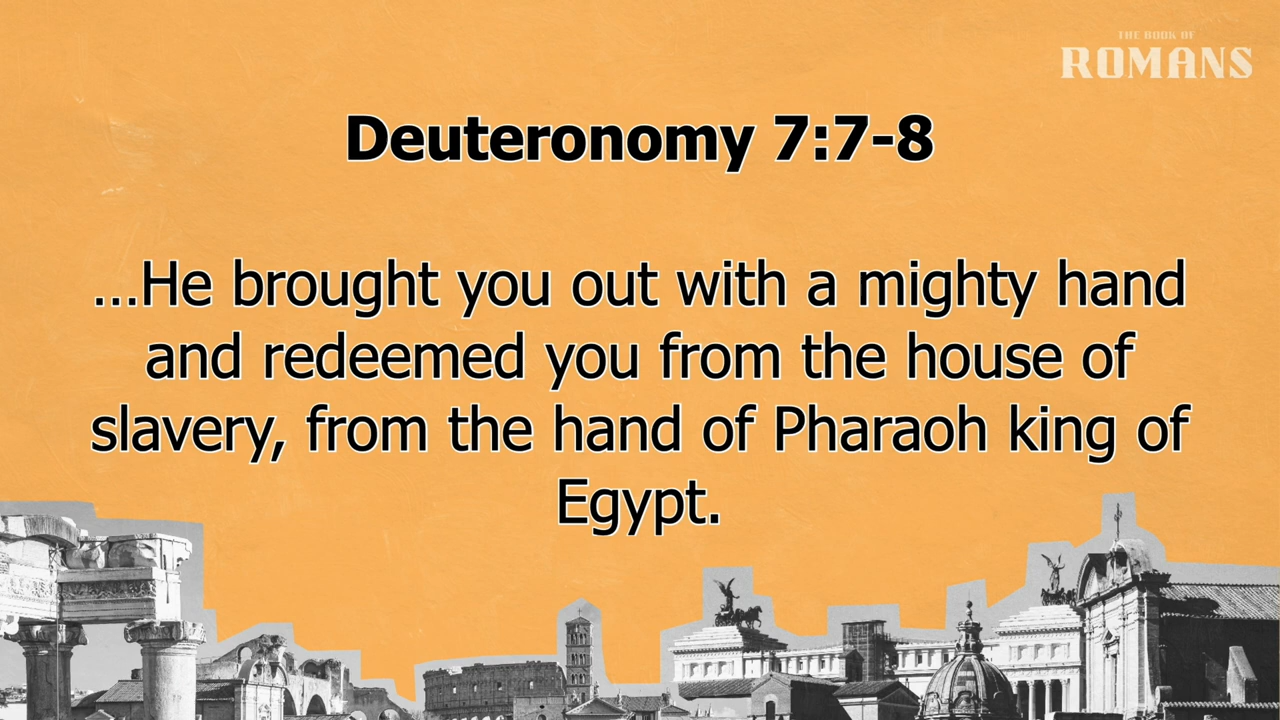 THE BOOK OF
ROMANS
Deuteronomy 7:7-8
...He brought you out with a mighty hand
and redeemed you from the house of
slavery, from the hand of Pharaoh king of
Egypt.